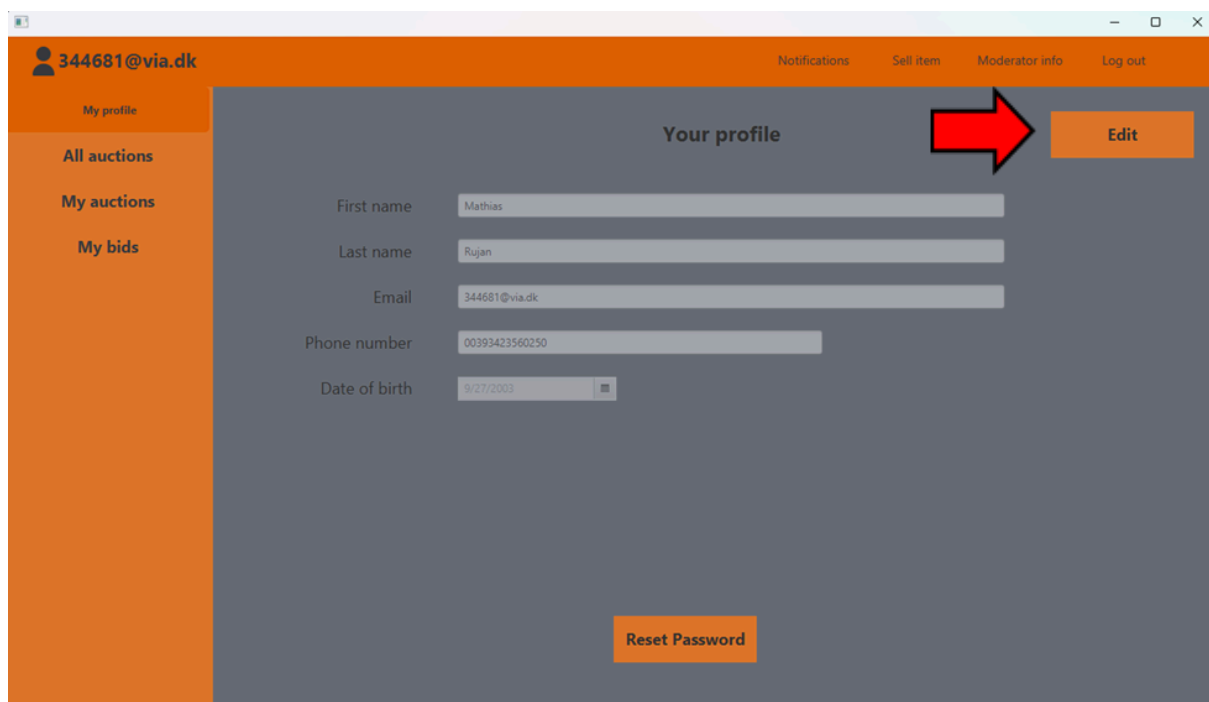 344681@via.dk
Notifications Sell item Moderator info Log out
My profile
All auctions
My auctions
My bids
Your profile
Edit
First name Mathias
Last name Rujan
Email 344681@via.dk
Phone number 00393423560250
Date of birth 9/27/2003
Reset Password